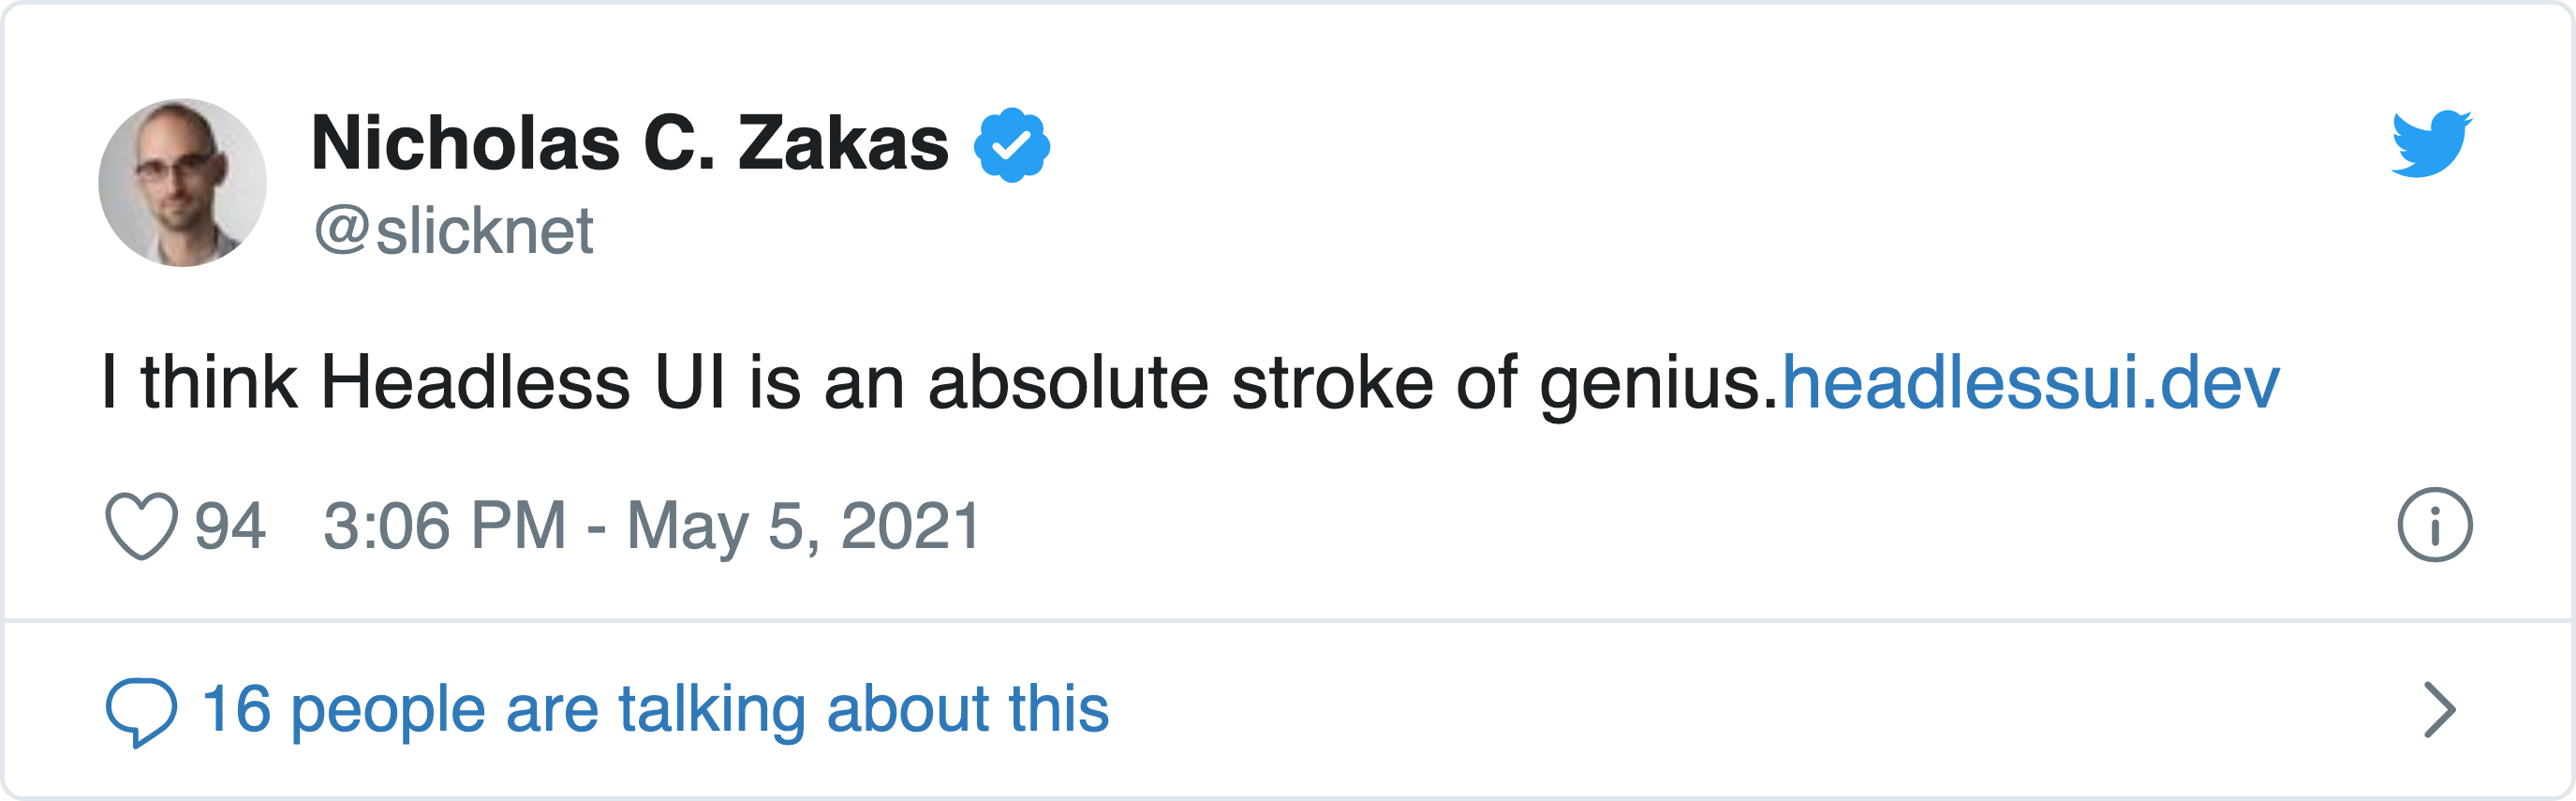 Nicholas C. Zakas
@slicknet
I think Headless UI is an absolute stroke of genius.headlessui.dev
94 3:06 PM - May 5, 2021
16 people are talking about this